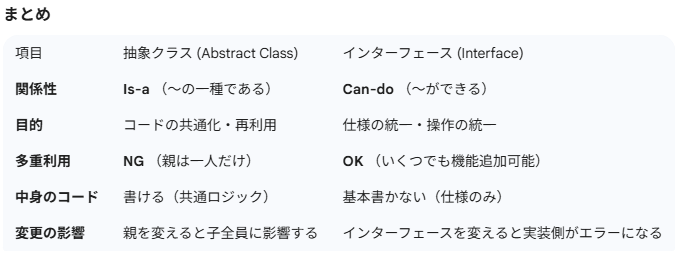 まとめ
項目 抽象クラス (Abstract Class) インターフェース (Interface)
関係性 Is-a （～の一種である） Can-do （～ができる）
目的 コードの共通化・再利用 仕様の統一・操作の統一
多重利用 NG （親は一人だけ） OK （いくつでも機能追加可能）
中身のコード 書ける（共通ロジック） 基本書かない（仕様のみ）
変更の影響 親を変えると子全員に影響する インターフェースを変えると実装側がエラーになる